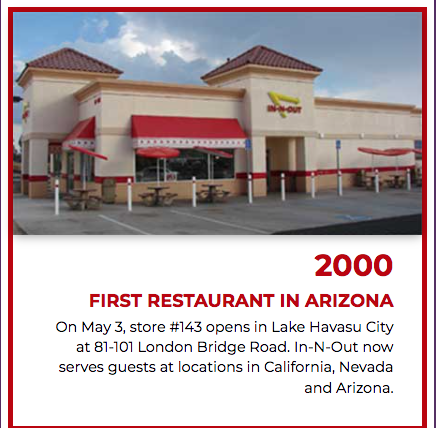 IN-N-OUT
2000
FIRST RESTAURANT IN ARIZONA
On May 3, store #143 opens in Lake Havasu City
at 81-101 London Bridge Road. In-N-Out now
serves guests at locations in California, Nevada
and Arizona.